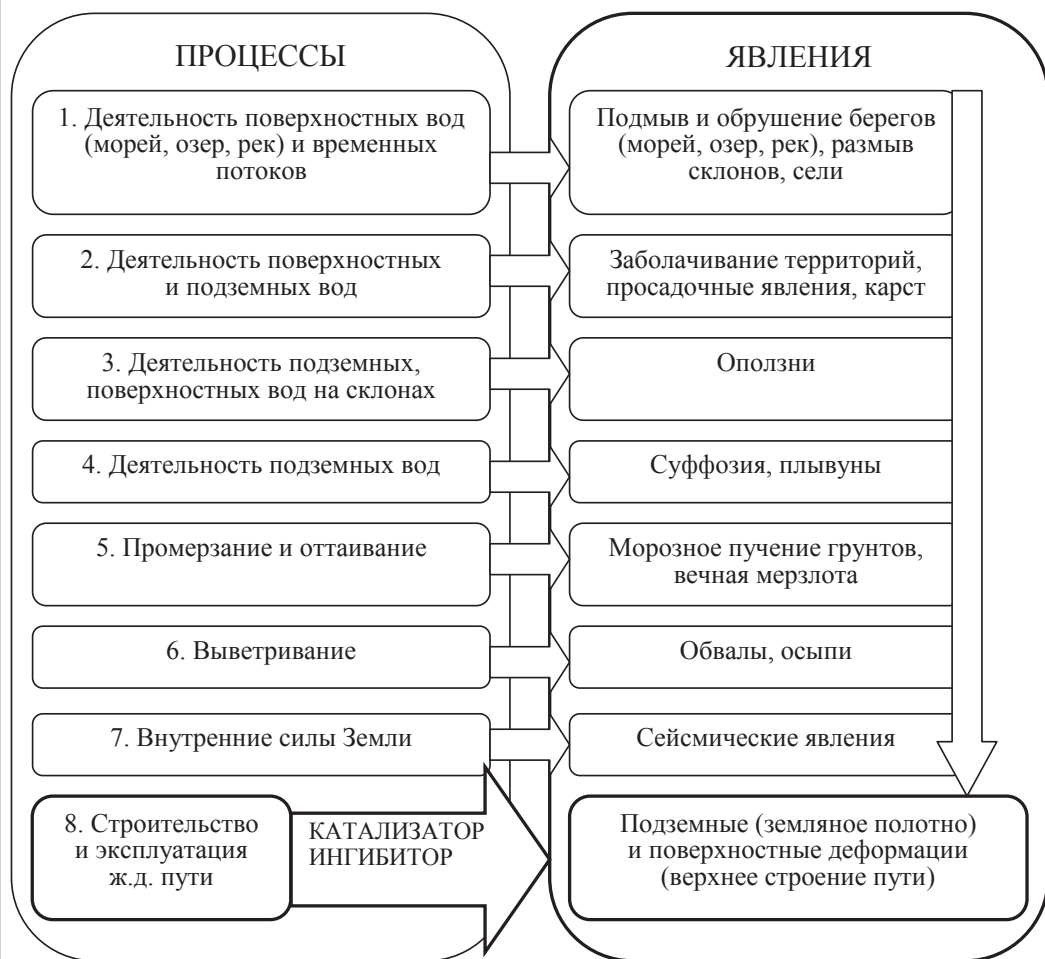 ПРОЦЕССЫ
ЯВЛЕНИЯ
1. Деятельность поверхностных вод
(морей, озер, рек) и временных
потоков
Подмыв и обрушение берегов
(морей, озер, рек), размыв
склонов, сели
2. Деятельность поверхностных
и подземных вод
Заболачивание территорий,
просадочные явления, карст
3. Деятельность подземных,
поверхностных вод на склонах
Оползни
4. Деятельность подземных вод
Суффозия, плывуны
5. Промерзание и оттаивание
Морозное пучение грунтов,
вечная мерзлота
6. Выветривание
Обвалы, осыпи
7. Внутренние силы Земли
Сейсмические явления
8. Строительство
и эксплуатация
ж.д. пути
КАТАЛИЗАТОР
ИНГИБИТОР
Подземные (земляное полотно)
и поверхностные деформации
(верхнее строение пути)